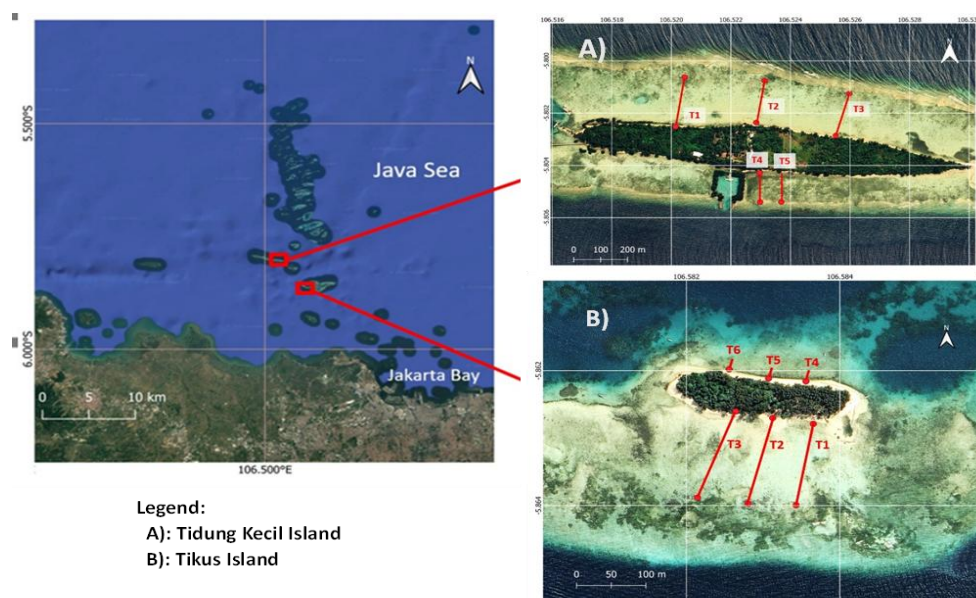 N
5.500°S
Java Sea
6.000°S
Jakarta Bay
0 5 10 km
106.500°E
Legend:
A): Tidung Kecil Island
B): Tikus Island
106.516 106.518 106.520 106.522 106.524 106.526 106.528
A)
N
-5.800
-5.802
-5.804
-5.806
T1
T2
T3
T4
T5
0 100 200 m
106.582 106.584
B)
N
T6
T5
T4
-5.862
T3
T2
T1
-5.864
0 50 100 m